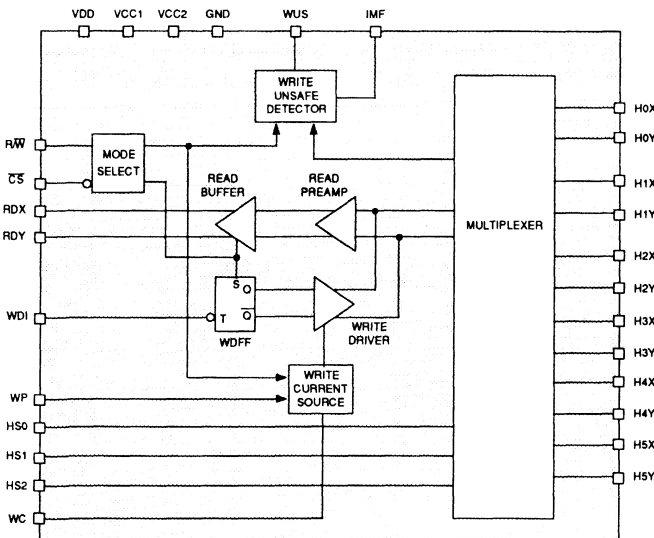 VDD VCC1 VCC2 GND WUS IMF
WRITE
UNSAFE
DETECTOR
R/W̅
MODE
SELECT
C̅S̅
RDX
RDY
READ
BUFFER
READ
PREAMP
MULTIPLEXER
S
Q
T
Q̅
WDFF
WDI
WRITE
DRIVER
WRITE
CURRENT
SOURCE
WP
HS0
HS1
HS2
WC
H0X
H0Y
H1X
H1Y
H2X
H2Y
H3X
H3Y
H4X
H4Y
H5X
H5Y